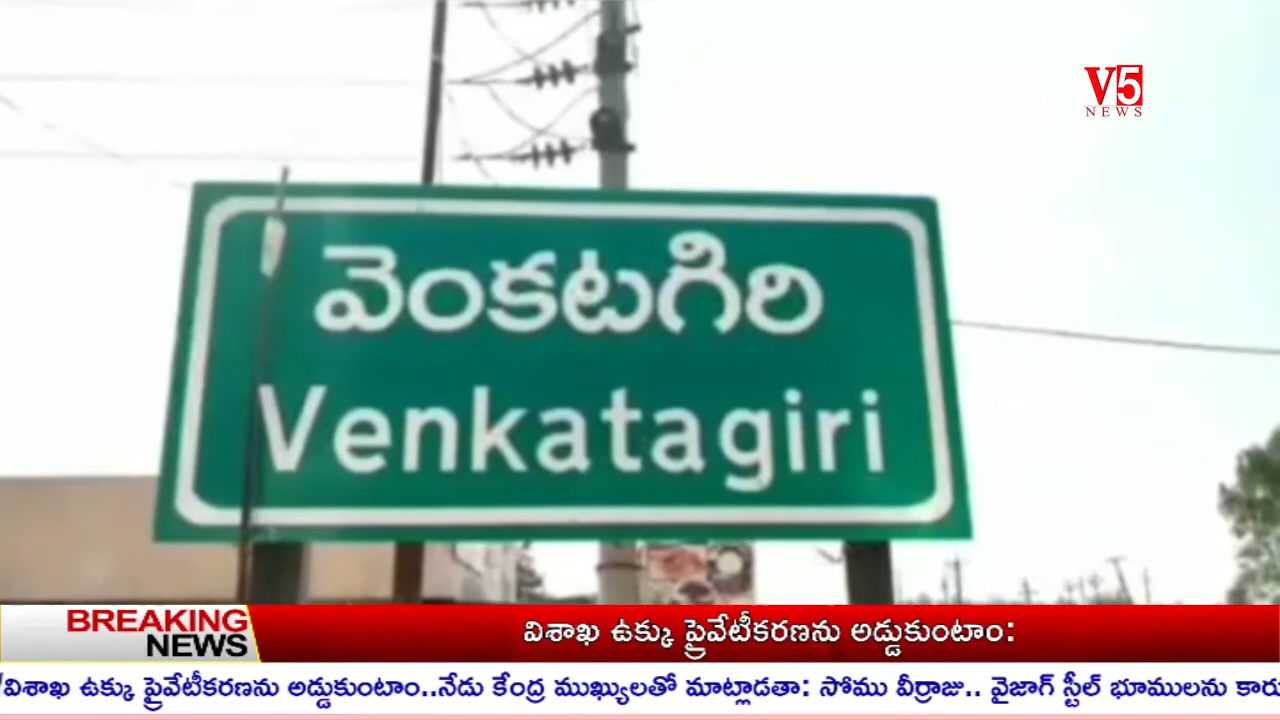 V5
NEWS
వెంకటగిరి
Venkatagiri
BREAKING
NEWS
విశాఖ ఉక్కు ప్రైవేటీకరణను అడ్డుకుంటాం:
విశాఖ ఉక్కు ప్రైవేటీకరణను అడ్డుకుంటాం..నేడు కేంద్ర ముఖ్యులతో మాట్లాడతా: సోము వీర్రాజు.. వైజాగ్ స్టీల్ భూములను